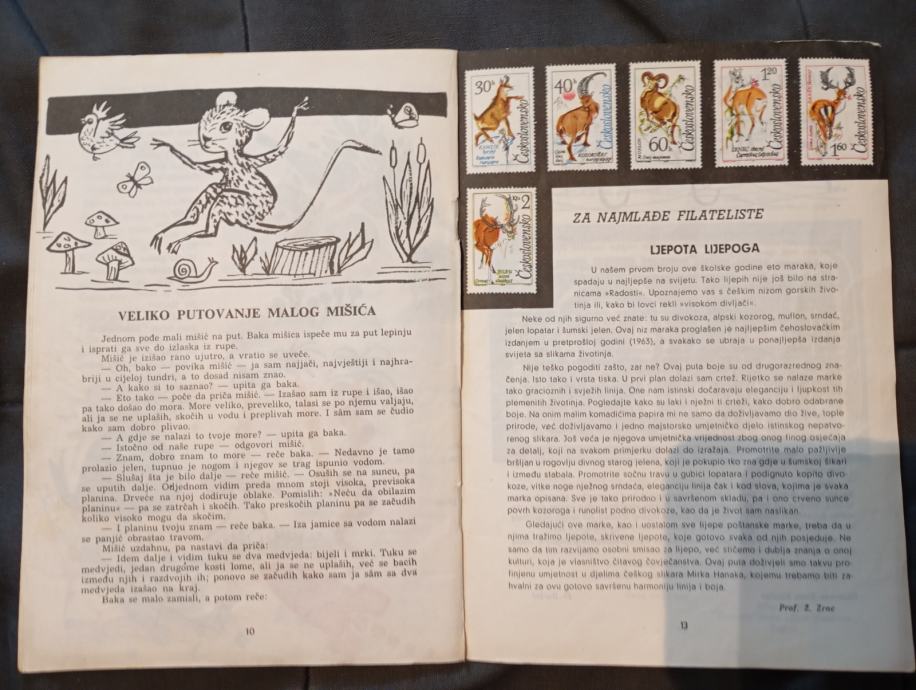 VELIKO PUTOVANJE MALOG MIŠIĆA
Jednom pođe mali mišić na put. Baka mišica ispeče mu za put lepinju
i isprati ga sve do izlaska iz rupe.
Mišić je izišao rano ujutro, a vratio se uveče.
— Oh, bako — povika mišić — ja sam najjači, najvještiji i najhra-
briji u cijeloj tundri, a to dosad nisam znao.
— A kako si to saznao? — upita ga baka.
— Eto tako — poče da priča mišić. — Izašao sam iz rupe i išao, išao
pa tako došao do mora. More veliko, preveliko, talasi se po njemu valjaju,
ali ja se ne uplaših, skočih u vodu i preplivah more. I sâm sam se čudio
kako sam dobro plivao.
— A gdje se nalazi to tvoje more? — upita ga baka.
— Istočno od naše rupe — odgovori mišić.
— Znam, dobro znam to more — reče baka. — Nedavno je tamo
prolazio jelen, tupnuo je nogom i njegov se trag ispunio vodom.
— Slušaj šta je bilo dalje — reče mišić. — Osuših se na suncu, pa
se uputih dalje. Odjednom vidim preda mnom stoji visoka, previsoka
planina. Drveće na njoj dodiruje oblake. Pomislih: »Neću da obilazim
planinu« — pa se zatrčah i skočih. Tako preskočih planinu pa se začudih
koliko visoko mogu da skočim.
— I planinu tvoju znam — reče baka. — Iza jamice sa vodom nalazi
se panjić obrastao travom.
Mišić uzdahnu, pa nastavi da priča:
— Idem dalje i vidim tuku se dva medvjeda: bijeli i mrki. Tuku se
medvjedi, jedan drugome kosti lome, ali ja se ne uplaših, već se bacih
između njih i razdvojih ih; ponovo se začudih kako sam ja sâm sa dva
medvjeda izašao na kraj.
Baka se malo zamisli, a potom reče:
10
30h
Československo
40h
Československo
60h
Československo
1,20
Československo
1,60
Československo
Kčs 2
Československo
ZA NAJMLAĐE FILATELISTE
LJEPOTA LIJEPOGA
U našem prvom broju ove školske godine eto maraka, koje
spadaju u najljepše na svijetu. Tako lijepih nije još bilo na stra-
nicama »Radosti«. Upoznajemo vas s češkim nizom gorskih živo-
tinja ili, kako bi lovci rekli »visokom divljači«.
Neke od njih sigurno već znate: tu su divokoza, alpski kozorog, muflon, srndać,
jelen lopatar i šumski jelen. Ovaj niz maraka proglašen je najljepšim čehoslovačkim
izdanjem u pretprošloj godini (1963), a svakako se ubraja u ponajljepša izdanja
svijeta sa slikama životinja.
Nije teško pogoditi zašto, zar ne? Ovaj puta boje su od drugorazrednog zna-
čenja. Isto tako i vrsta tiska. U prvi plan dolazi sam crtež. Rijetko se nalaze marke
tako gracioznih i svježih linija. One nam istinski dočaravaju eleganciju i ljupkost tih
plemenitih životinja. Pogledajte kako su laki i nježni ti crteži, kako dobro odabrane
boje. Na onim malim komadićima papira mi ne samo da doživljavamo dio žive, tople
prirode, već doživljavamo i jedno majstorsko umjetničko djelo istinskog nepatvo-
renog slikara. Još veća je njegova umjetnička vrijednost zbog onog finog osjećaja
za detalj, koji na svakom primjerku dolazi do izražaja. Promotrite malo pažljivije
bršljan u rogovlju divnog starog jelena, koji je pokupio tko zna gdje u šumskoj šikari
i između stabala. Promotrite sočnu travu u gubici lopatara i podignuto kopito divo-
koze, vitke noge nježnog srndaća, eleganciju linija čak i kod slova, kojima je svaka
marka opisana. Sve je tako prirodno i u savršenom skladu, pa i ono crveno sunce
povrh kozoroga i runolist podno divokoze, kao da je život sam naslikan.
Gledajući ove marke, kao i uostalom sve lijepe poštanske marke, treba da u
njima tražimo ljepote, skrivene ljepote, koje gotovo svaka od njih posjeduje. Ne
samo da tim razvijamo osobni smisao za lijepo, već stičemo i dublja znanja o onoj
kulturi, koja je vlasništvo čitavog čovječanstva. Ovaj puta doživjeli smo takvu pro-
finjenu umjetnost u djelima češkog slikara Mirka Hanaka, kojemu trebamo biti za-
hvalni za ovu gotovo savršenu harmoniju linija i boja.
Prof. Ž. Zrnc
13